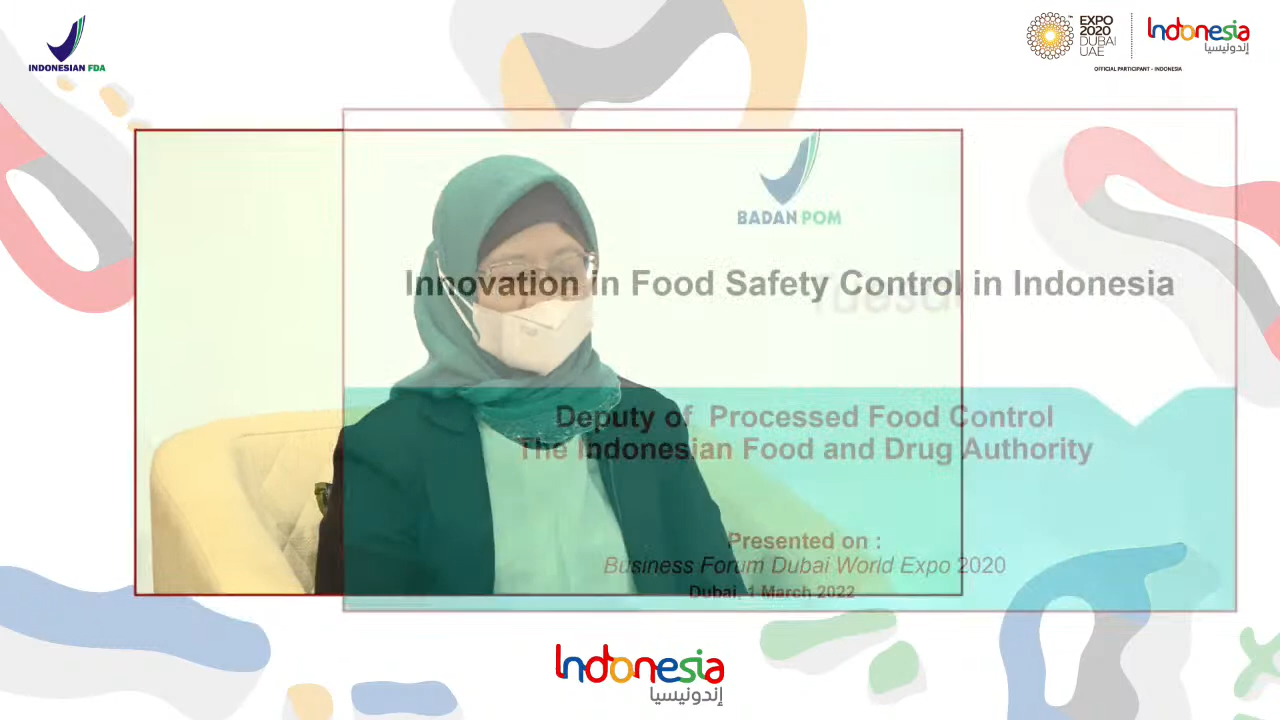 INDONESIAN FDA
EXPO
2020
DUBAI
UAE
Indonesia
إندونيسيا
OFFICIAL PARTICIPANT - INDONESIA
BADAN POM
Innovation in Food Safety Control in Indonesia
Deputy of Processed Food Control
The Indonesian Food and Drug Authority
Presented on :
Business Forum Dubai World Expo 2020
Dubai, 1 March 2022
Indonesia
إندونيسيا